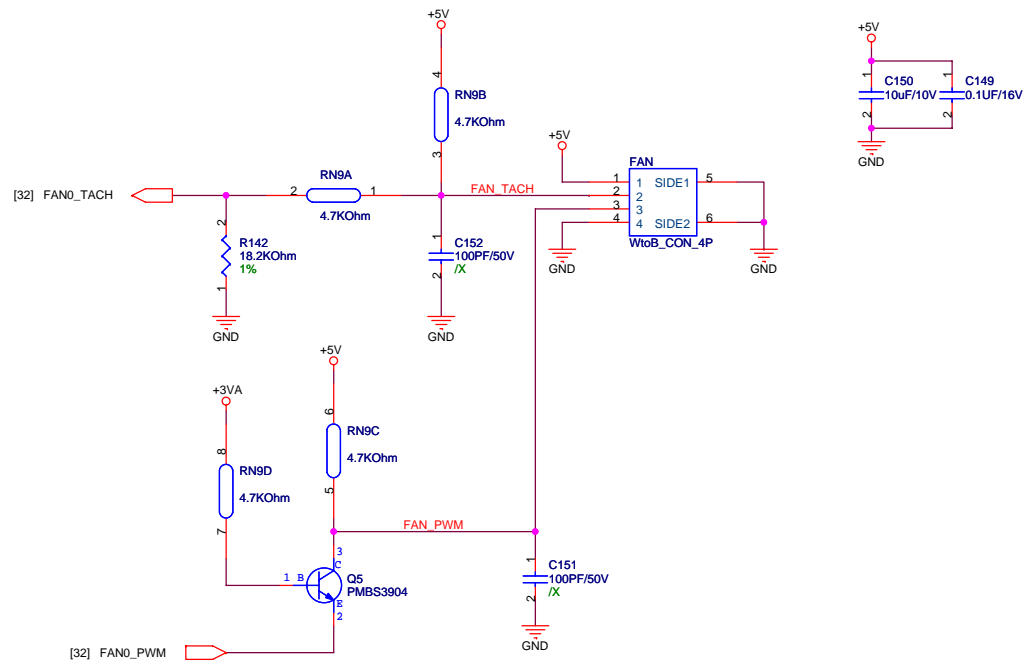 +5V
+5V
4
1
C150
10uF/10V
2
1
C149
0.1UF/16V
2
GND
RN9B
4.7KOhm
3
+5V
FAN
[32] FAN0_TACH
2
RN9A
1
4.7KOhm
FAN_TACH
1
2
3
4
1
2
3
4
SIDE1
SIDE2
5
6
WtoB_CON_4P
GND
GND
2
R142
18.2KOhm
1%
1
GND
1
C152
100PF/50V
/X
2
GND
+5V
+3VA
6
RN9C
4.7KOhm
5
8
RN9D
4.7KOhm
7
FAN_PWM
3
C
1
B
Q5
PMBS3904
E
2
1
C151
100PF/50V
/X
2
GND
[32] FAN0_PWM